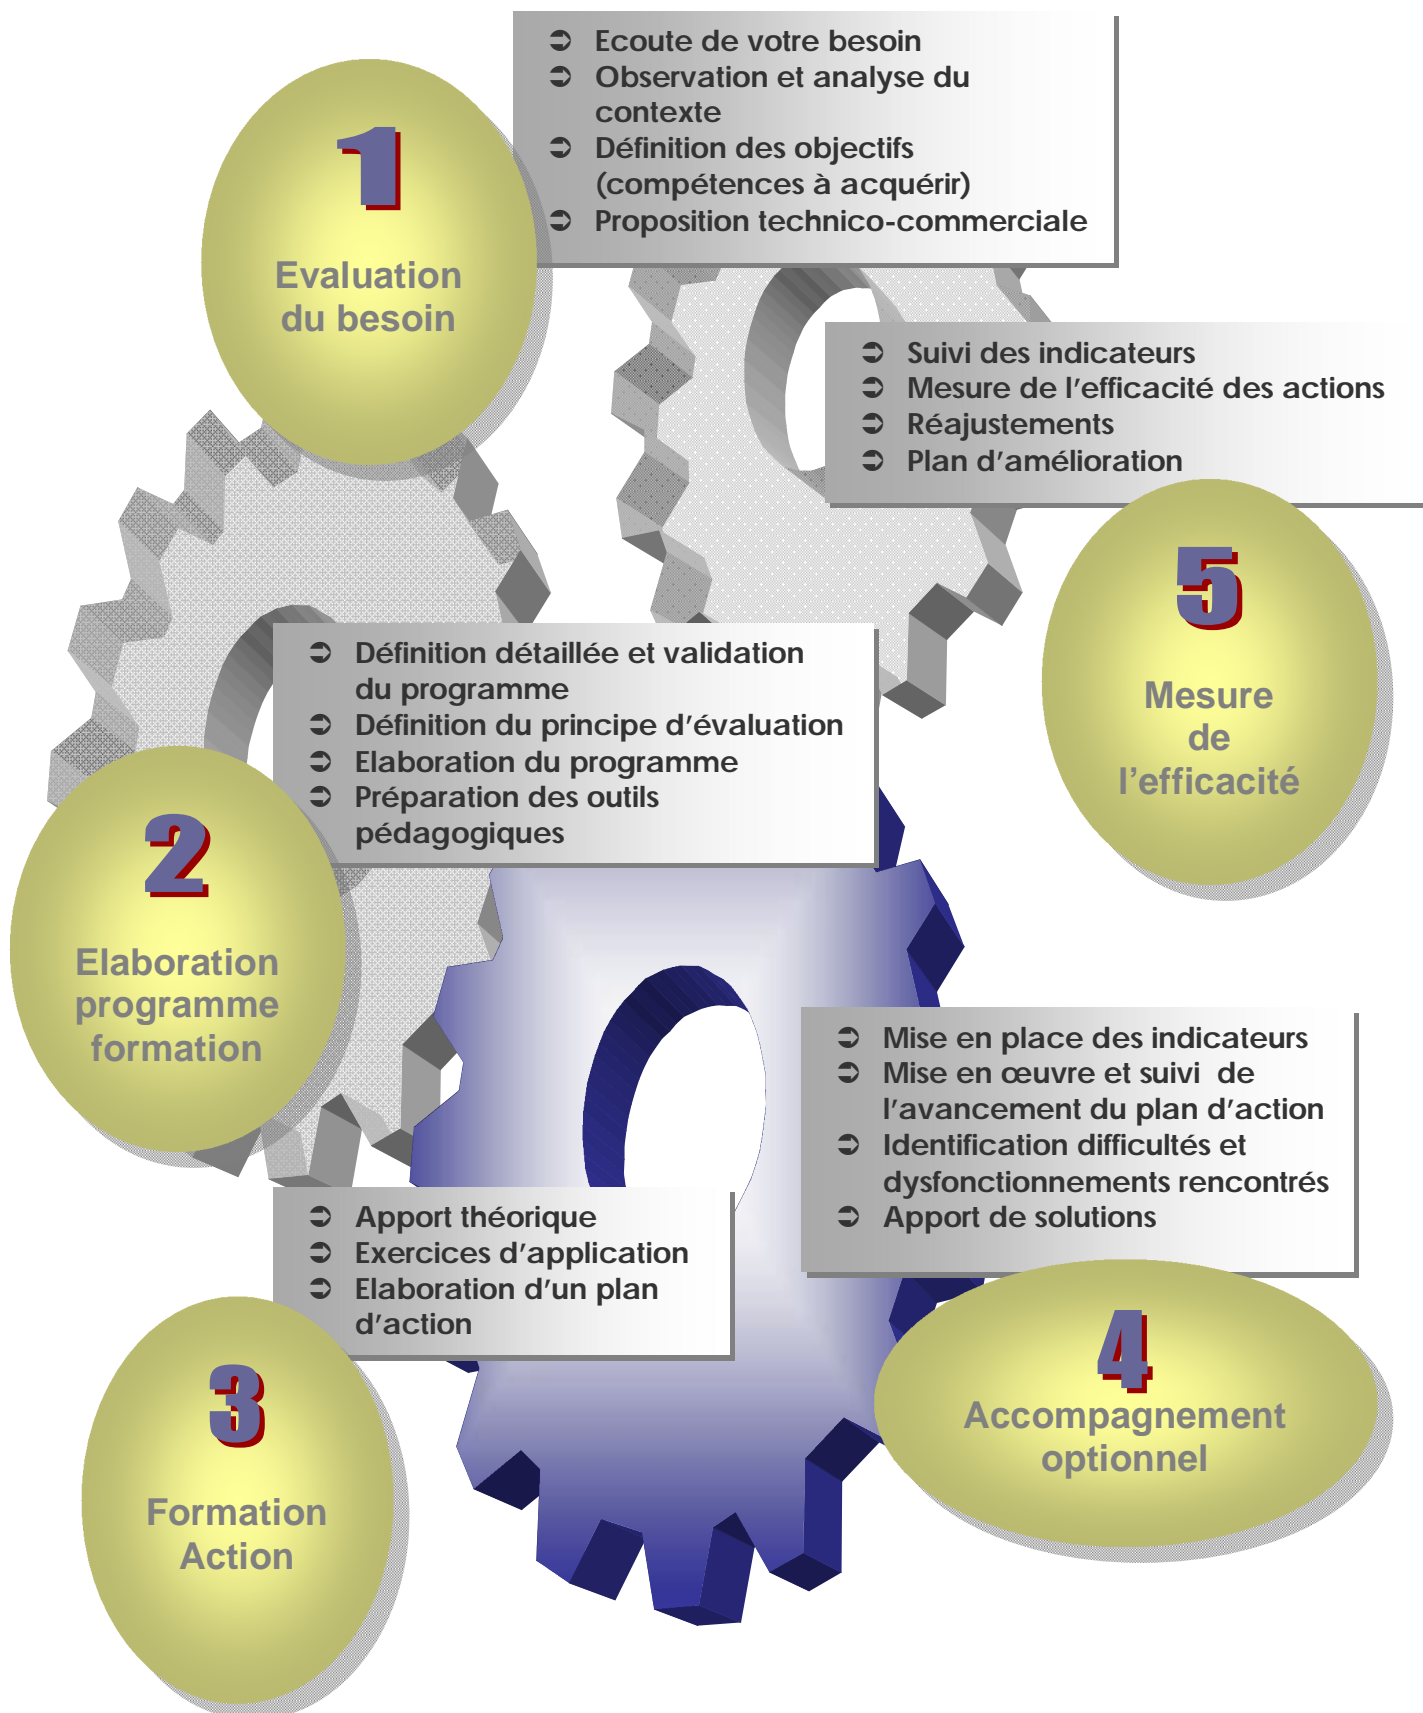 1
Evaluation
du besoin
➲ Ecoute de votre besoin
➲ Observation et analyse du
contexte
➲ Définition des objectifs
(compétences à acquérir)
➲ Proposition technico-commerciale
2
Elaboration
programme
formation
➲ Définition détaillée et validation
du programme
➲ Définition du principe d’évaluation
➲ Elaboration du programme
➲ Préparation des outils
pédagogiques
3
Formation
Action
➲ Apport théorique
➲ Exercices d’application
➲ Elaboration d’un plan
d’action
4
Accompagnement
optionnel
➲ Mise en place des indicateurs
➲ Mise en œuvre et suivi  de
l’avancement du plan d’action
➲ Identification difficultés et
dysfonctionnements rencontrés
➲ Apport de solutions
5
Mesure
de
l’efficacité
➲ Suivi des indicateurs
➲ Mesure de l’efficacité des actions
➲ Réajustements
➲ Plan d’amélioration